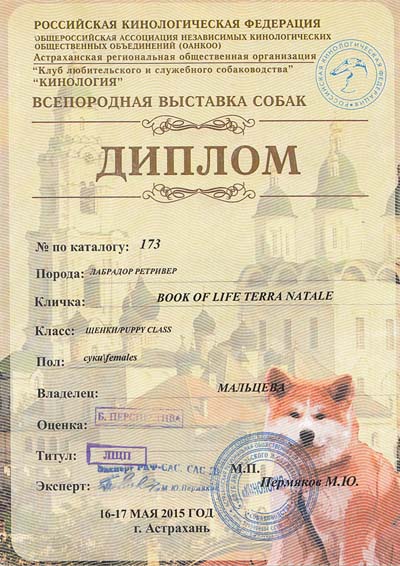 РОССИЙСКАЯ КИНОЛОГИЧЕСКАЯ ФЕДЕРАЦИЯ
ОБЩЕРОССИЙСКАЯ АССОЦИАЦИЯ НЕЗАВИСИМЫХ КИНОЛОГИЧЕСКИХ
ОБЩЕСТВЕННЫХ ОБЪЕДИНЕНИЙ (ОАНКОО)
Астраханская региональная общественная организация
"Клуб любительского и служебного собаководства"
"КИНОЛОГИЯ"
ВСЕПОРОДНАЯ ВЫСТАВКА СОБАК
ДИПЛОМ
№ по каталогу: 173
Порода: ЛАБРАДОР РЕТРИВЕР
Кличка: BOOK OF LIFE TERRA NATALE
Класс: ЩЕНКИ/PUPPY CLASS
Пол: суки\females
Владелец: МАЛЬЦЕВА
Оценка: Б. ПЕРСПЕКТИВА
Титул: ЛЩП
М.П.
Эксперт: Пермяков М.Ю.
16-17 МАЯ 2015 ГОД
г. Астрахань